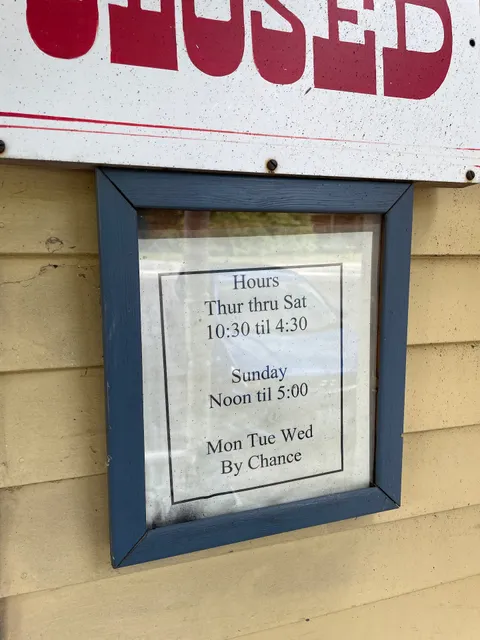 CLOSED
Hours
Thur thru Sat
10:30 til 4:30
Sunday
Noon til 5:00
Mon Tue Wed
By Chance